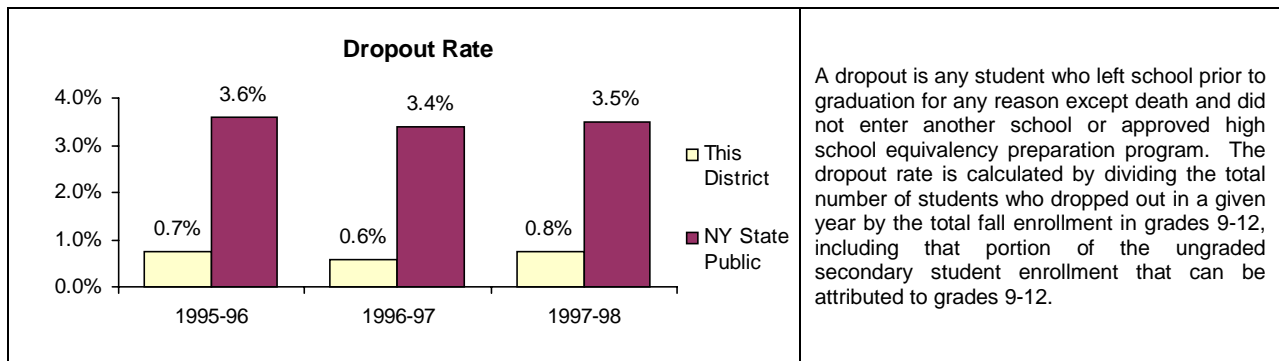 Dropout Rate
4.0%
3.0%
2.0%
1.0%
0.0%
3.6%
3.4%
3.5%
0.7%
0.6%
0.8%
1995-96
1996-97
1997-98
This
District
NY State
Public
A dropout is any student who left school prior to
graduation for any reason except death and did
not enter another school or approved high
school equivalency preparation program. The
dropout rate is calculated by dividing the total
number of students who dropped out in a given
year by the total fall enrollment in grades 9-12,
including that portion of the ungraded
secondary student enrollment that can be
attributed to grades 9-12.